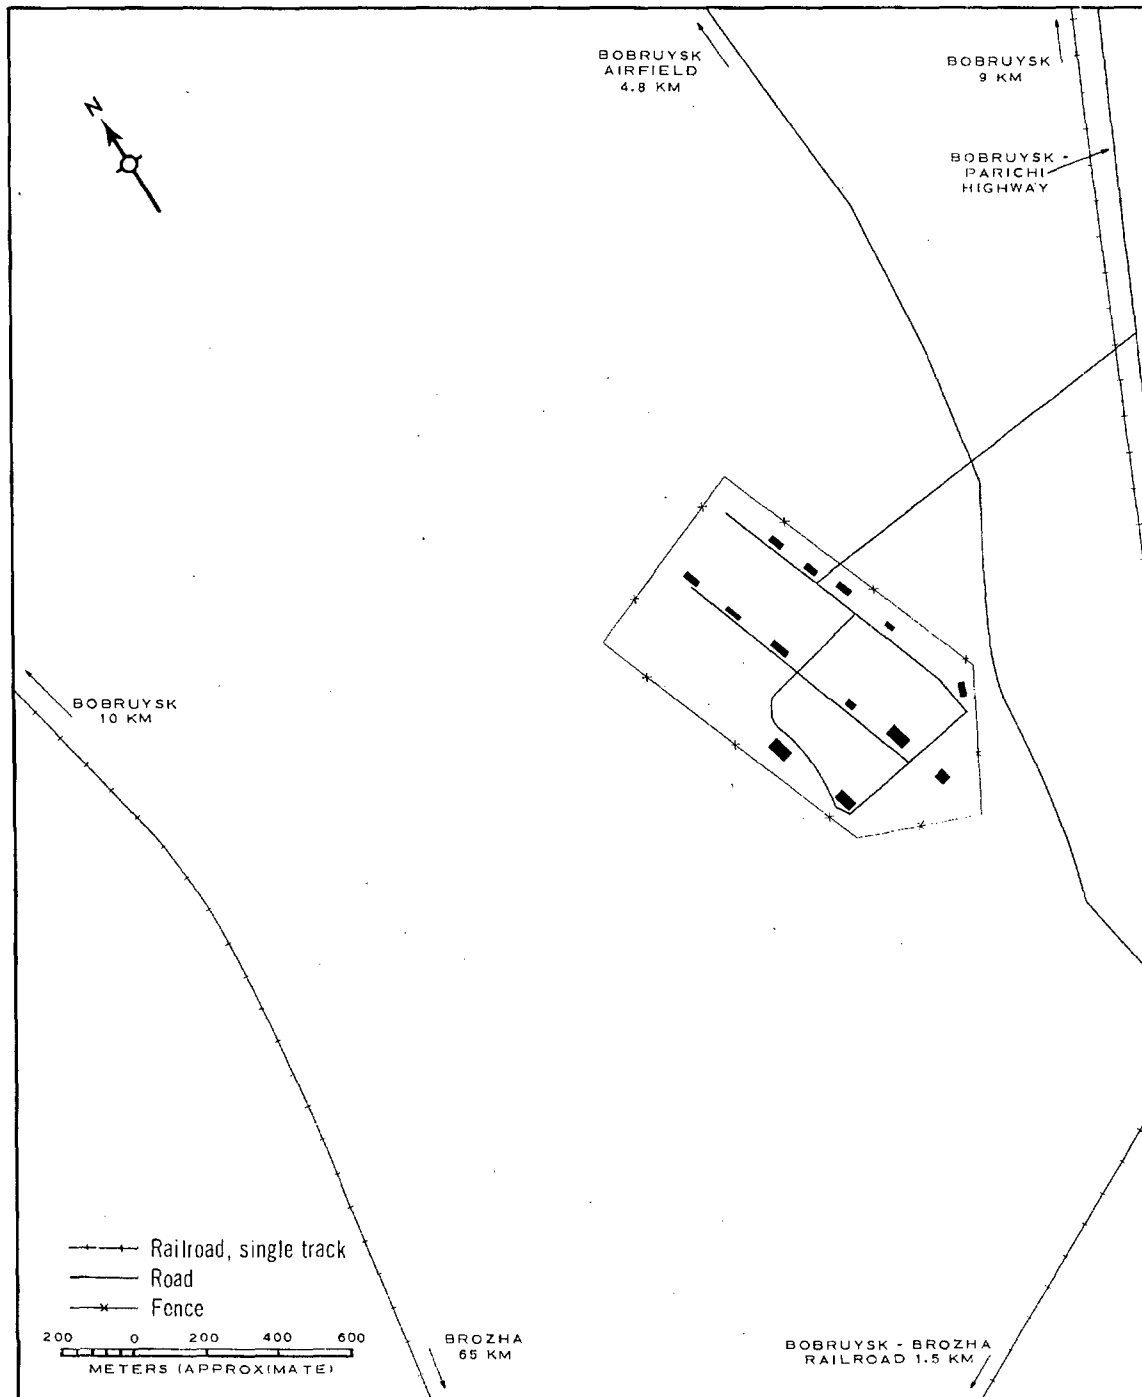 BOBRUYSK
AIRFIELD
4.8 KM
BOBRUYSK
9 KM
BOBRUYSK -
PARICHI
HIGHWAY
N
BOBRUYSK
10 KM
Railroad, single track
Road
Fence
200 0 200 400 600
METERS (APPROXIMATE)
BROZHA
65 KM
BOBRUYSK - BROZHA
RAILROAD 1.5 KM